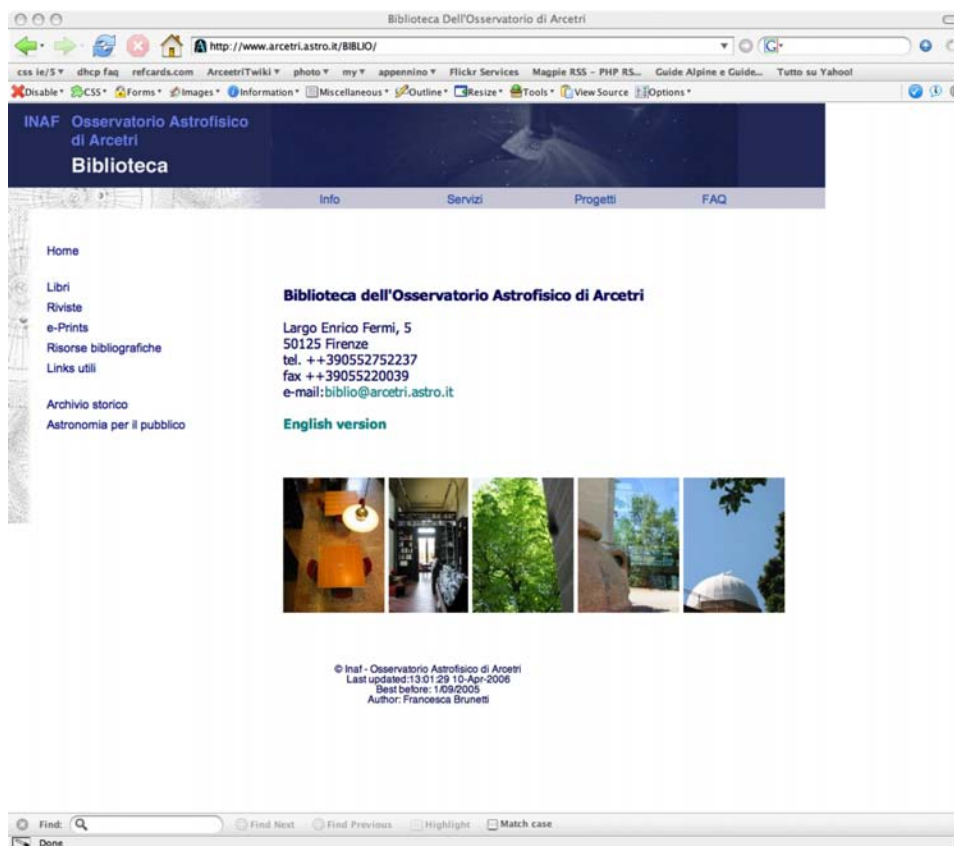 Biblioteca Dell'Osservatorio di Arcetri
http://www.arcetri.astro.it/BIBLIO/
css ie/5 dhcp faq refcards.com ArceetriTwiki photo my appennino Flickr Services Magpie RSS - PHP RS... Guide Alpine e Guide... Tutto su Yahoo!
Disable CSS Forms Images Information Miscellaneous Outline Resize Tools View Source Options
INAF Osservatorio Astrofisico
di Arcetri
Biblioteca
Info Servizi Progetti FAQ
Home
Libri
Riviste
e-Prints
Risorse bibliografiche
Links utili
Archivio storico
Astronomia per il pubblico
Biblioteca dell'Osservatorio Astrofisico di Arcetri
Largo Enrico Fermi, 5
50125 Firenze
tel. ++390552752237
fax ++39055220039
e-mail:biblio@arcetri.astro.it
English version
© Inaf - Osservatorio Astrofisico di Arcetri
Last updated:13:01:29 10-Apr-2006
Best before: 1/09/2005
Author: Francesca Brunetti
Find: Find Next Find Previous Highlight Match case
Done